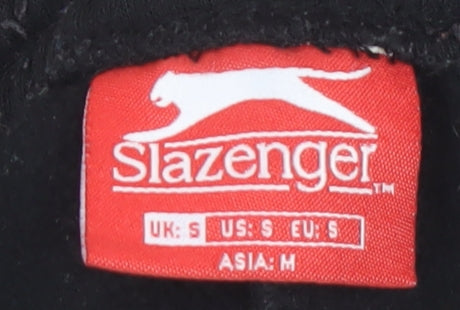 Slazenger™
UK: S US: S EU: S
ASIA: M